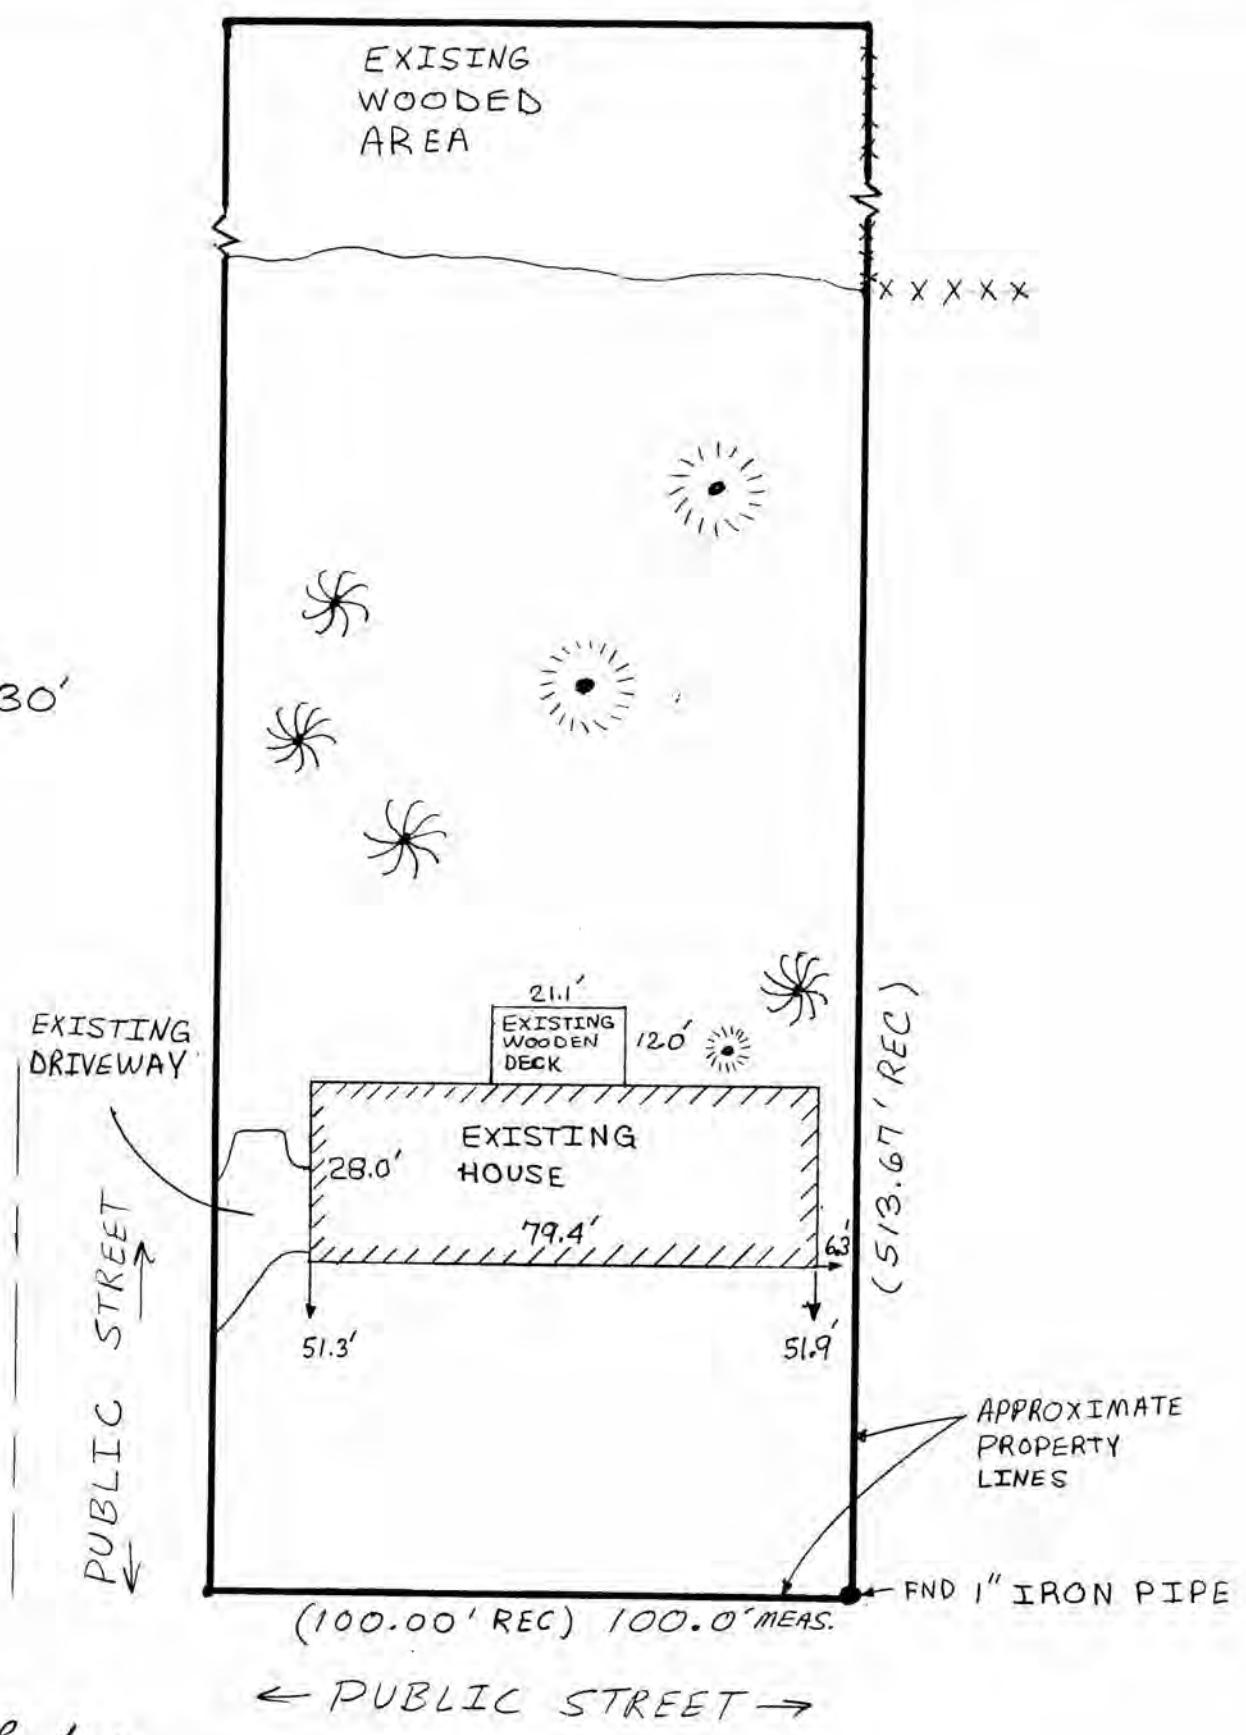 EXISING
WOODED
AREA
X X X X X
30'
21.1'
EXISTING
WOODEN
DECK
12.0'
EXISTING
DRIVEWAY
EXISTING
HOUSE
28.0'
79.4'
6.3'
(513.67' REC)
PUBLIC STREET
51.3'
51.9'
APPROXIMATE
PROPERTY
LINES
FND 1" IRON PIPE
(100.00' REC) 100.0' MEAS.
← PUBLIC STREET →